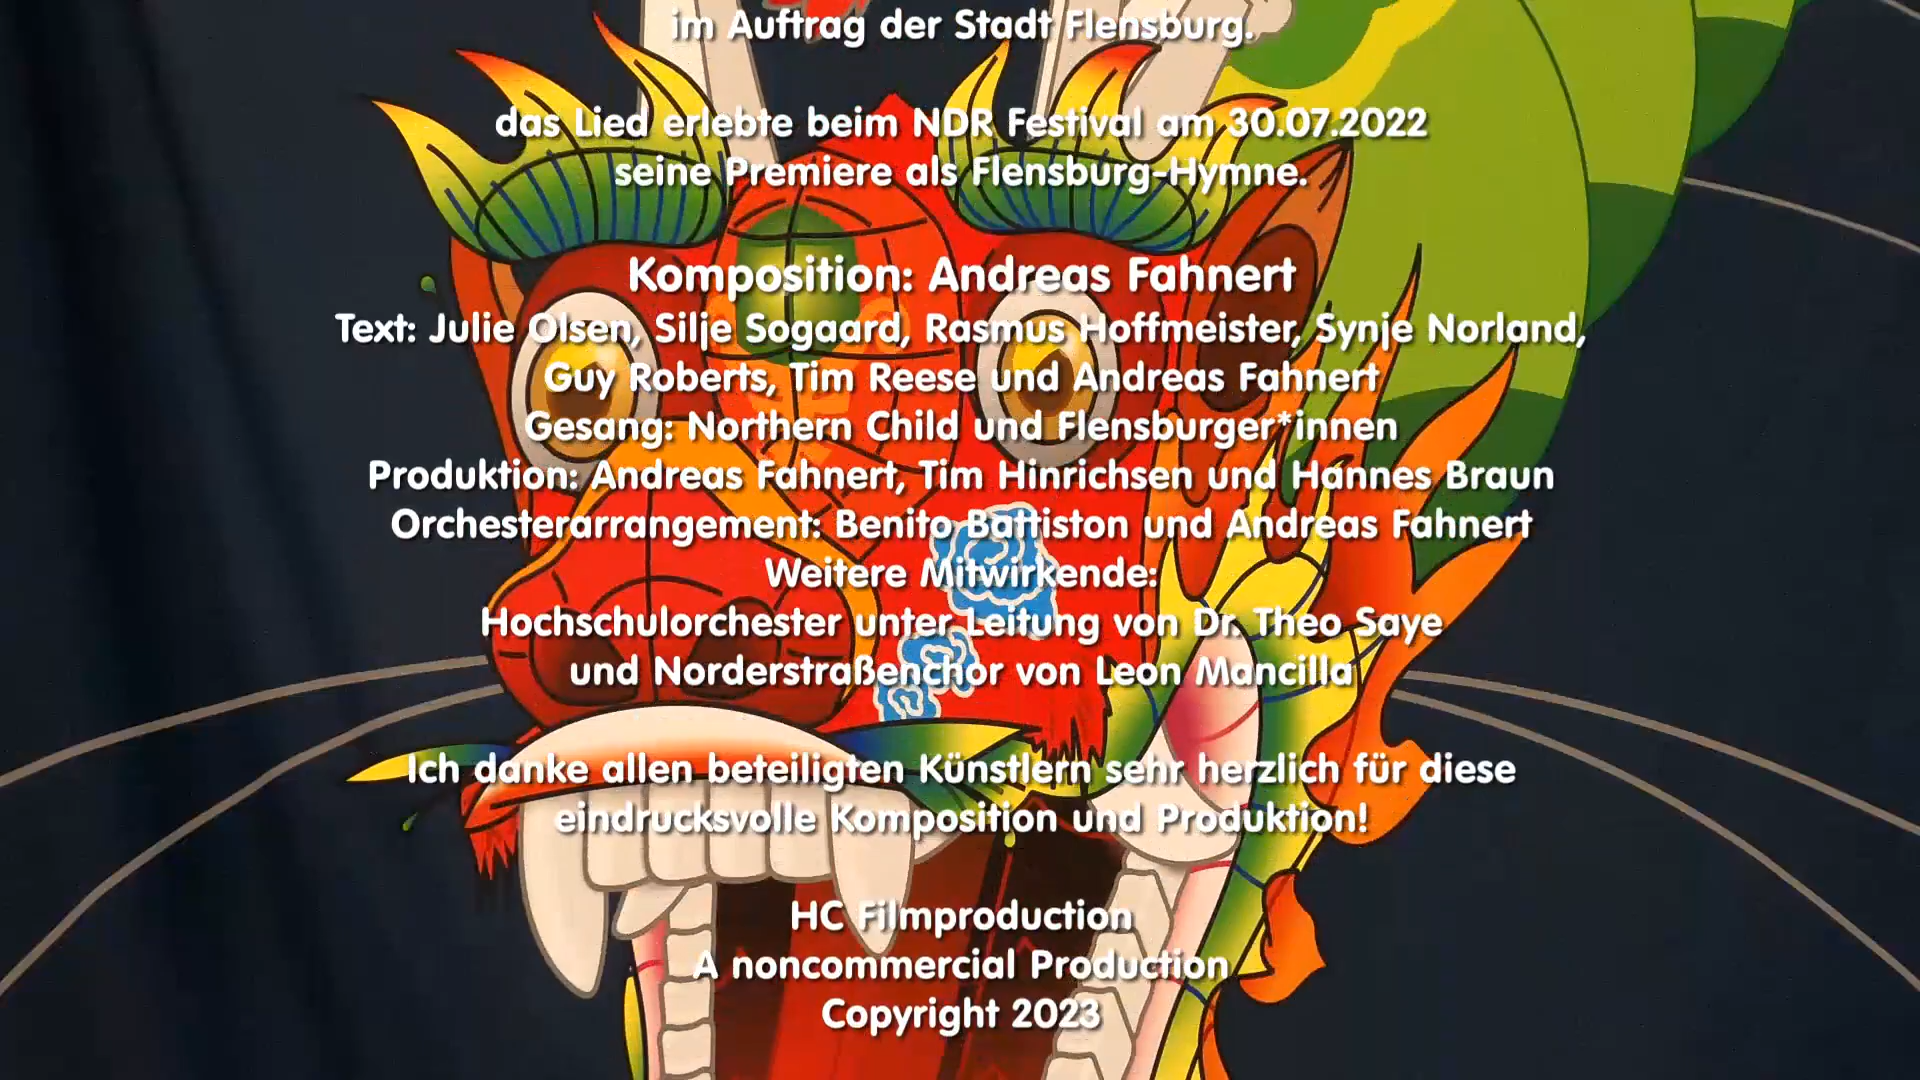 im Auftrag der Stadt Flensburg.
das Lied erlebte beim NDR Festival am 30.07.2022
seine Premiere als Flensburg-Hymne.
Komposition: Andreas Fahnert
Text: Julie Olsen, Silje Sogaard, Rasmus Hoffmeister, Synje Norland,
Guy Roberts, Tim Reese und Andreas Fahnert
Gesang: Northern Child und Flensburger*innen
Produktion: Andreas Fahnert, Tim Hinrichsen und Hannes Braun
Orchesterarrangement: Benito Battiston und Andreas Fahnert
Weitere Mitwirkende:
Hochschulorchester unter Leitung von Dr. Theo Saye
und Norderstraßenchor von Leon Mancilla
Ich danke allen beteiligten Künstlern sehr herzlich für diese
eindrucksvolle Komposition und Produktion!
HC Filmproduction
A noncommercial Production
Copyright 2023